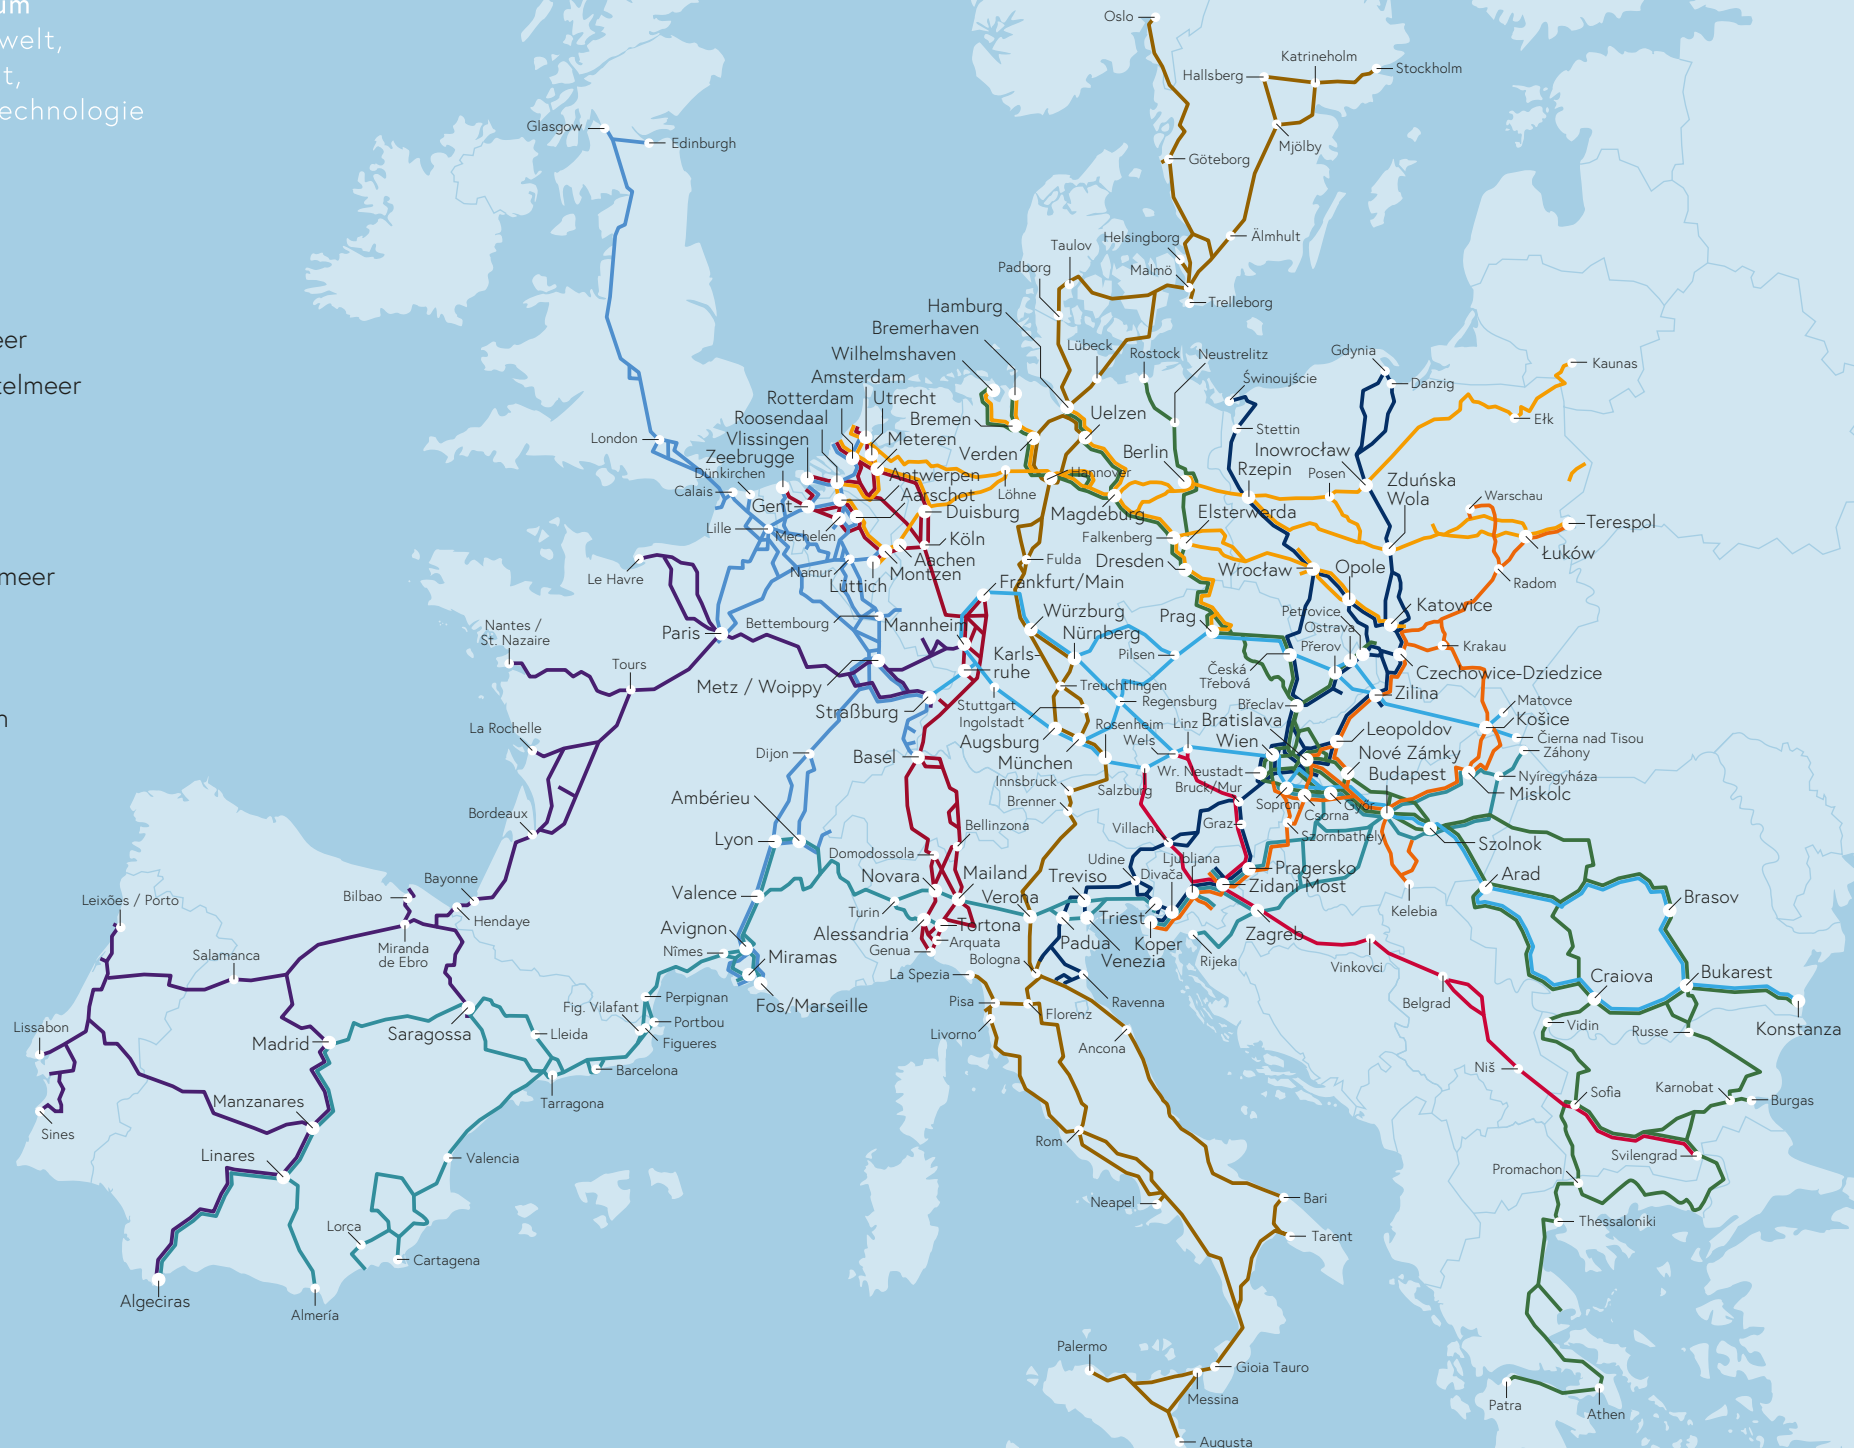 um
welt,
t,
echnologie
eer
telmeer
meer
n
Oslo
Katrineholm
Hallsberg
Stockholm
Glasgow
Edinburgh
Mjölby
Göteborg
Helsingborg
Älmhult
Taulov
Padborg
Malmö
Trelleborg
Hamburg
Bremerhaven
Wilhelmshaven
Lübeck
Rostock
Neustrelitz
Gdynia
Kaunas
Amsterdam
Świnoujście
Danzig
Rotterdam
Utrecht
Roosendaal
Bremen
Uelzen
Ełk
Stettin
London
Vlissingen
Meteren
Verden
Berlin
Inowrocław
Zeebrugge
Rzepin
Dünkirchen
Antwerpen
Hannover
Posen
Zduńska
Wola
Calais
Aarschot
Löhne
Warschau
Gent
Duisburg
Magdeburg
Elsterwerda
Terespol
Lille
Mechelen
Köln
Falkenberg
Łuków
Aachen
Fulda
Dresden
Wrocław
Opole
Le Havre
Namur
Montzen
Lüttich
Frankfurt/Main
Radom
Nantes /
St. Nazaire
Paris
Bettembourg
Mannheim
Würzburg
Prag
Petrovice
Katowice
Nürnberg
Ostrava
Přerov
Krakau
Tours
Karls-
ruhe
Pilsen
Česká
Třebová
Czechowice-Dziedzice
Metz / Woippy
Treuchtlingen
Zilina
Straßburg
Stuttgart
Regensburg
Břeclav
Matovce
La Rochelle
Ingolstadt
Rosenheim
Linz
Bratislava
Leopoldov
Košice
Dijon
Basel
Augsburg
Wels
Wien
Nové Zámky
Čierna nad Tisou
Záhony
München
Wr. Neustadt
Budapest
Nyíregyháza
Innsbruck
Salzburg
Bruck/Mur
Miskolc
Ambérieu
Brenner
Sopron
Győr
Csorna
Bordeaux
Bellinzona
Villach
Graz
Szombathely
Lyon
Domodossola
Udine
Ljubljana
Szolnok
Bayonne
Novara
Mailand
Treviso
Divača
Pragersko
Arad
Bilbao
Valence
Verona
Zidani Most
Brasov
Leixões / Porto
Hendaye
Turin
Tortona
Triest
Kelebia
Avignon
Alessandria
Arquata
Padua
Koper
Zagreb
Miranda
de Ebro
Nîmes
Genua
Bologna
Venezia
Rijeka
Salamanca
Miramas
La Spezia
Vinkovci
Bukarest
Craiova
Perpignan
Fos/Marseille
Pisa
Ravenna
Belgrad
Fig. Vilafant
Portbou
Florenz
Vidin
Russe
Konstanza
Lissabon
Saragossa
Lleida
Figueres
Livorno
Ancona
Madrid
Barcelona
Niš
Tarragona
Sofia
Karnobat
Burgas
Manzanares
Sines
Rom
Linares
Valencia
Svilengrad
Promachon
Neapel
Bari
Lorca
Tarent
Thessaloniki
Cartagena
Algeciras
Almería
Palermo
Gioia Tauro
Messina
Patra
Athen
Augusta